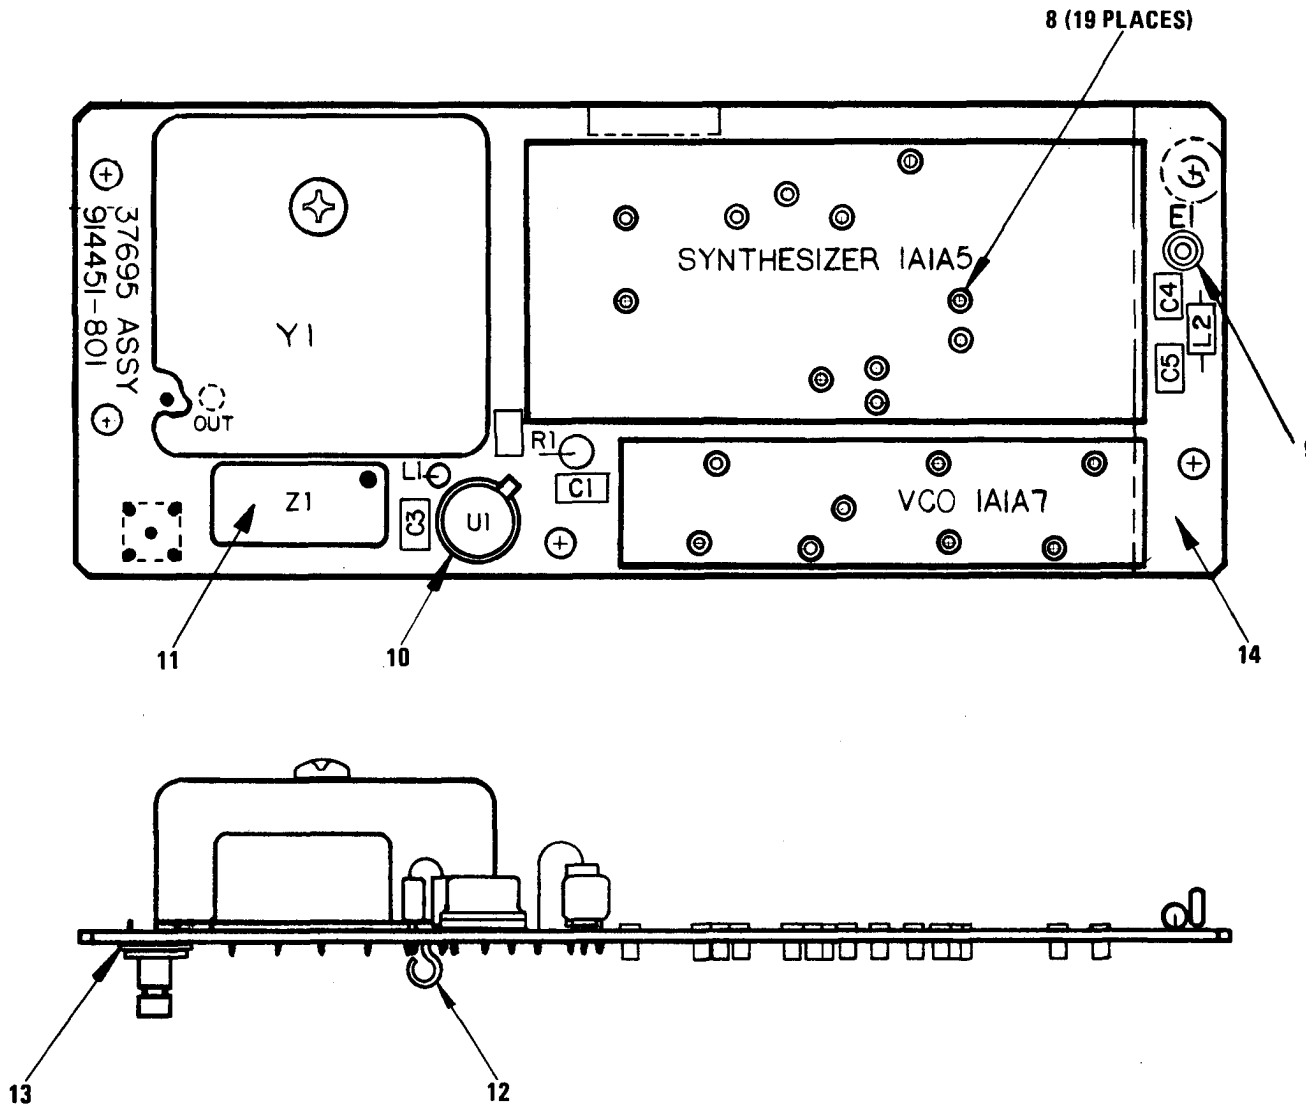 8 (19 PLACES)
37695 ASSY
914451-801
Y1
OUT
SYNTHESIZER 1A1A5
E1
C4
L2
C5
R1
C1
L1
Z1
C3
U1
VCO 1A1A7
11
10
14
13
12